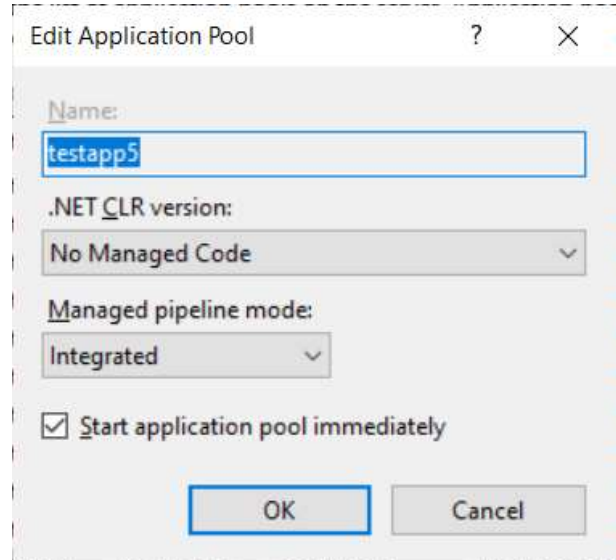 Edit Application Pool
Name:
testapp5
.NET CLR version:
No Managed Code
Managed pipeline mode:
Integrated
Start application pool immediately
OK Cancel